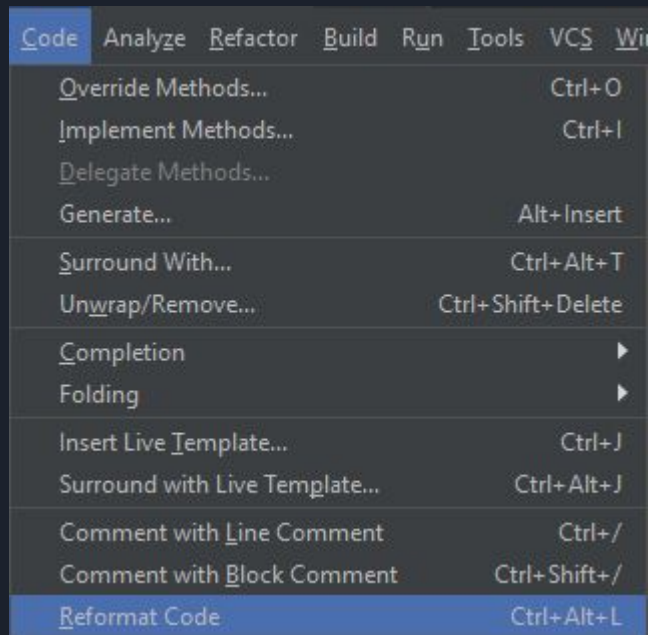 Code Analyze Refactor Build Run Tools VCS
Override Methods... Ctrl+O
Implement Methods... Ctrl+I
Delegate Methods...
Generate... Alt+Insert
Surround With... Ctrl+Alt+T
Unwrap/Remove... Ctrl+Shift+Delete
Completion
Folding
Insert Live Template... Ctrl+J
Surround with Live Template... Ctrl+Alt+J
Comment with Line Comment Ctrl+/
Comment with Block Comment Ctrl+Shift+/
Reformat Code Ctrl+Alt+L